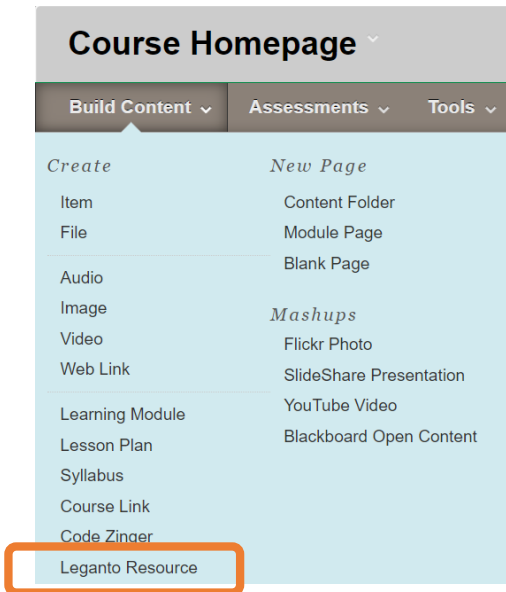 Course Homepage
Build Content Assessments Tools
Create
Item
File
Audio
Image
Video
Web Link
Learning Module
Lesson Plan
Syllabus
Course Link
Code Zinger
Leganto Resource
New Page
Content Folder
Module Page
Blank Page
Mashups
Flickr Photo
SlideShare Presentation
YouTube Video
Blackboard Open Content